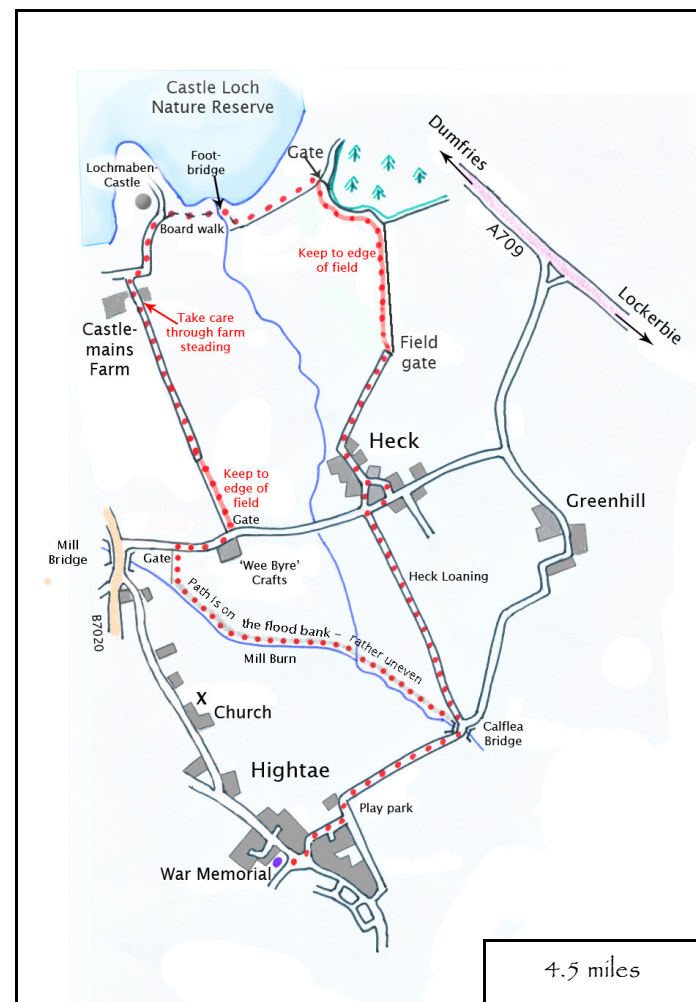 Castle Loch
Nature Reserve
Dumfries
Foot-
bridge
Gate
Lochmaben-
Castle
Board walk
A709
Keep to edge
of field
Lockerbie
Take care
through farm
steading
Castle-
mains
Farm
Field
gate
Heck
Keep to
edge of
field
Gate
Greenhill
Mill
Bridge
Gate
'Wee Byre'
Crafts
Heck Loaning
B7020
Path is on the flood bank – rather uneven
Mill Burn
X
Church
Calflea
Bridge
Hightae
Play park
War Memorial
4.5 miles